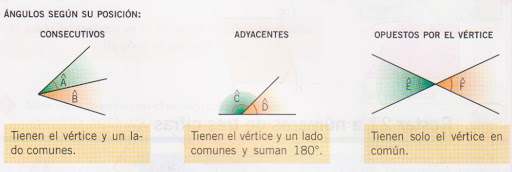 ÁNGULOS SEGÚN SU POSICIÓN:
CONSECUTIVOS
Â
B̂
Tienen el vértice y un la-
do comunes.
ADYACENTES
Ĉ
D̂
Tienen el vértice y un lado
comunes y suman 180°.
OPUESTOS POR EL VÉRTICE
Ê
F̂
Tienen solo el vértice en
común.